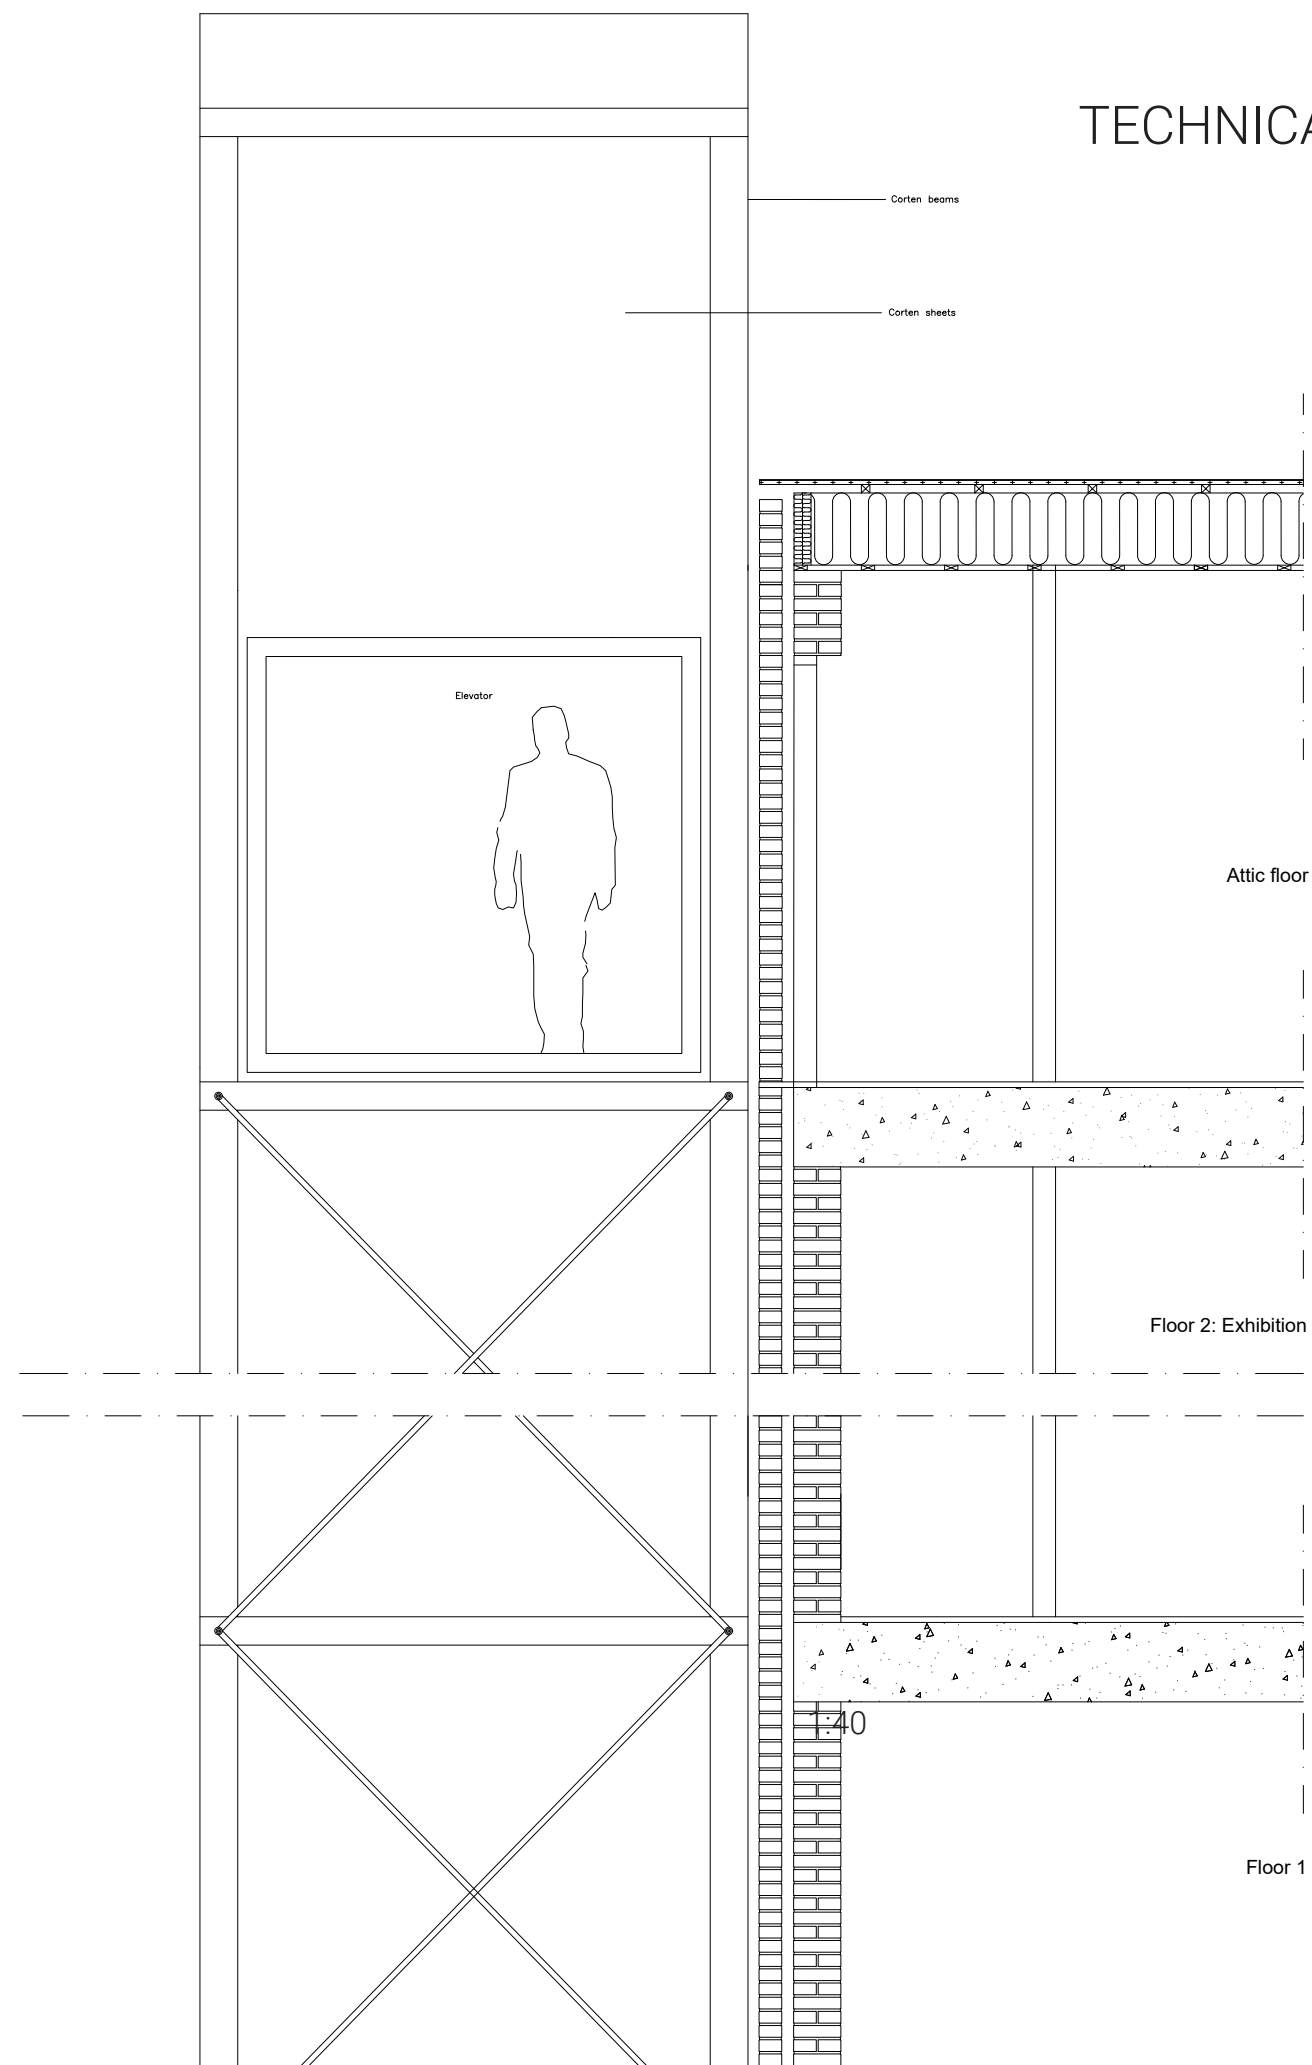 TECHNICA
Corten beams
Corten sheets
Elevator
Attic floor
Floor 2: Exhibition
1:40
Floor 1